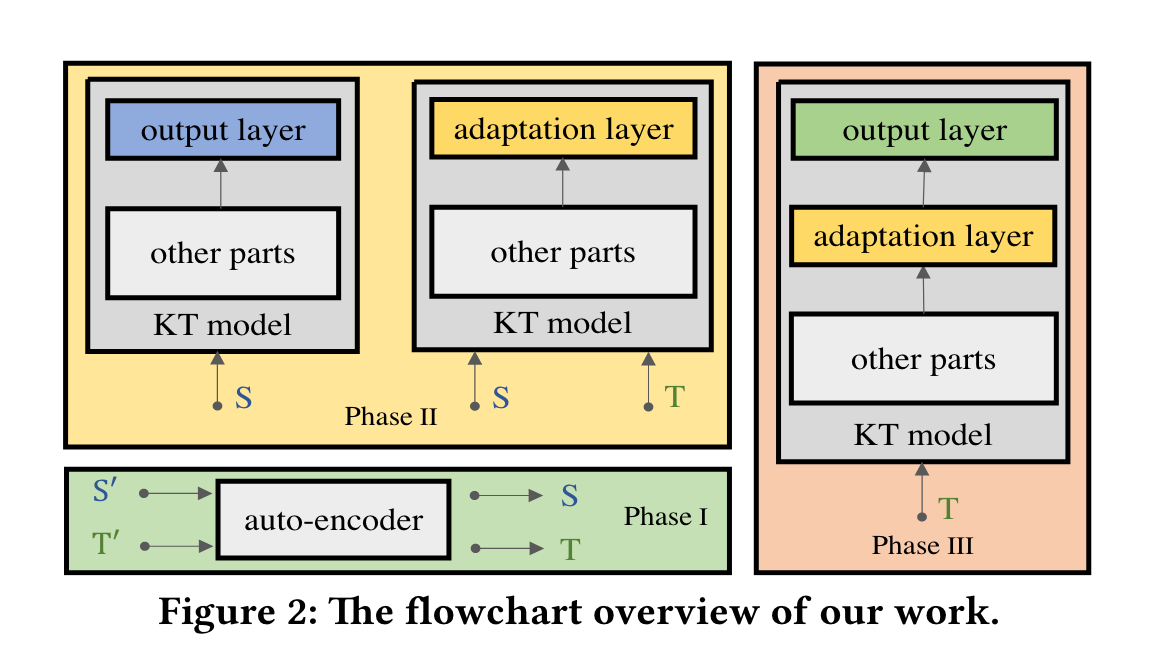 output layer
other parts
KT model
S
adaptation layer
other parts
KT model
S
T
Phase II
S′
T′
auto-encoder
S
T
Phase I
output layer
adaptation layer
other parts
KT model
T
Phase III
Figure 2: The flowchart overview of our work.